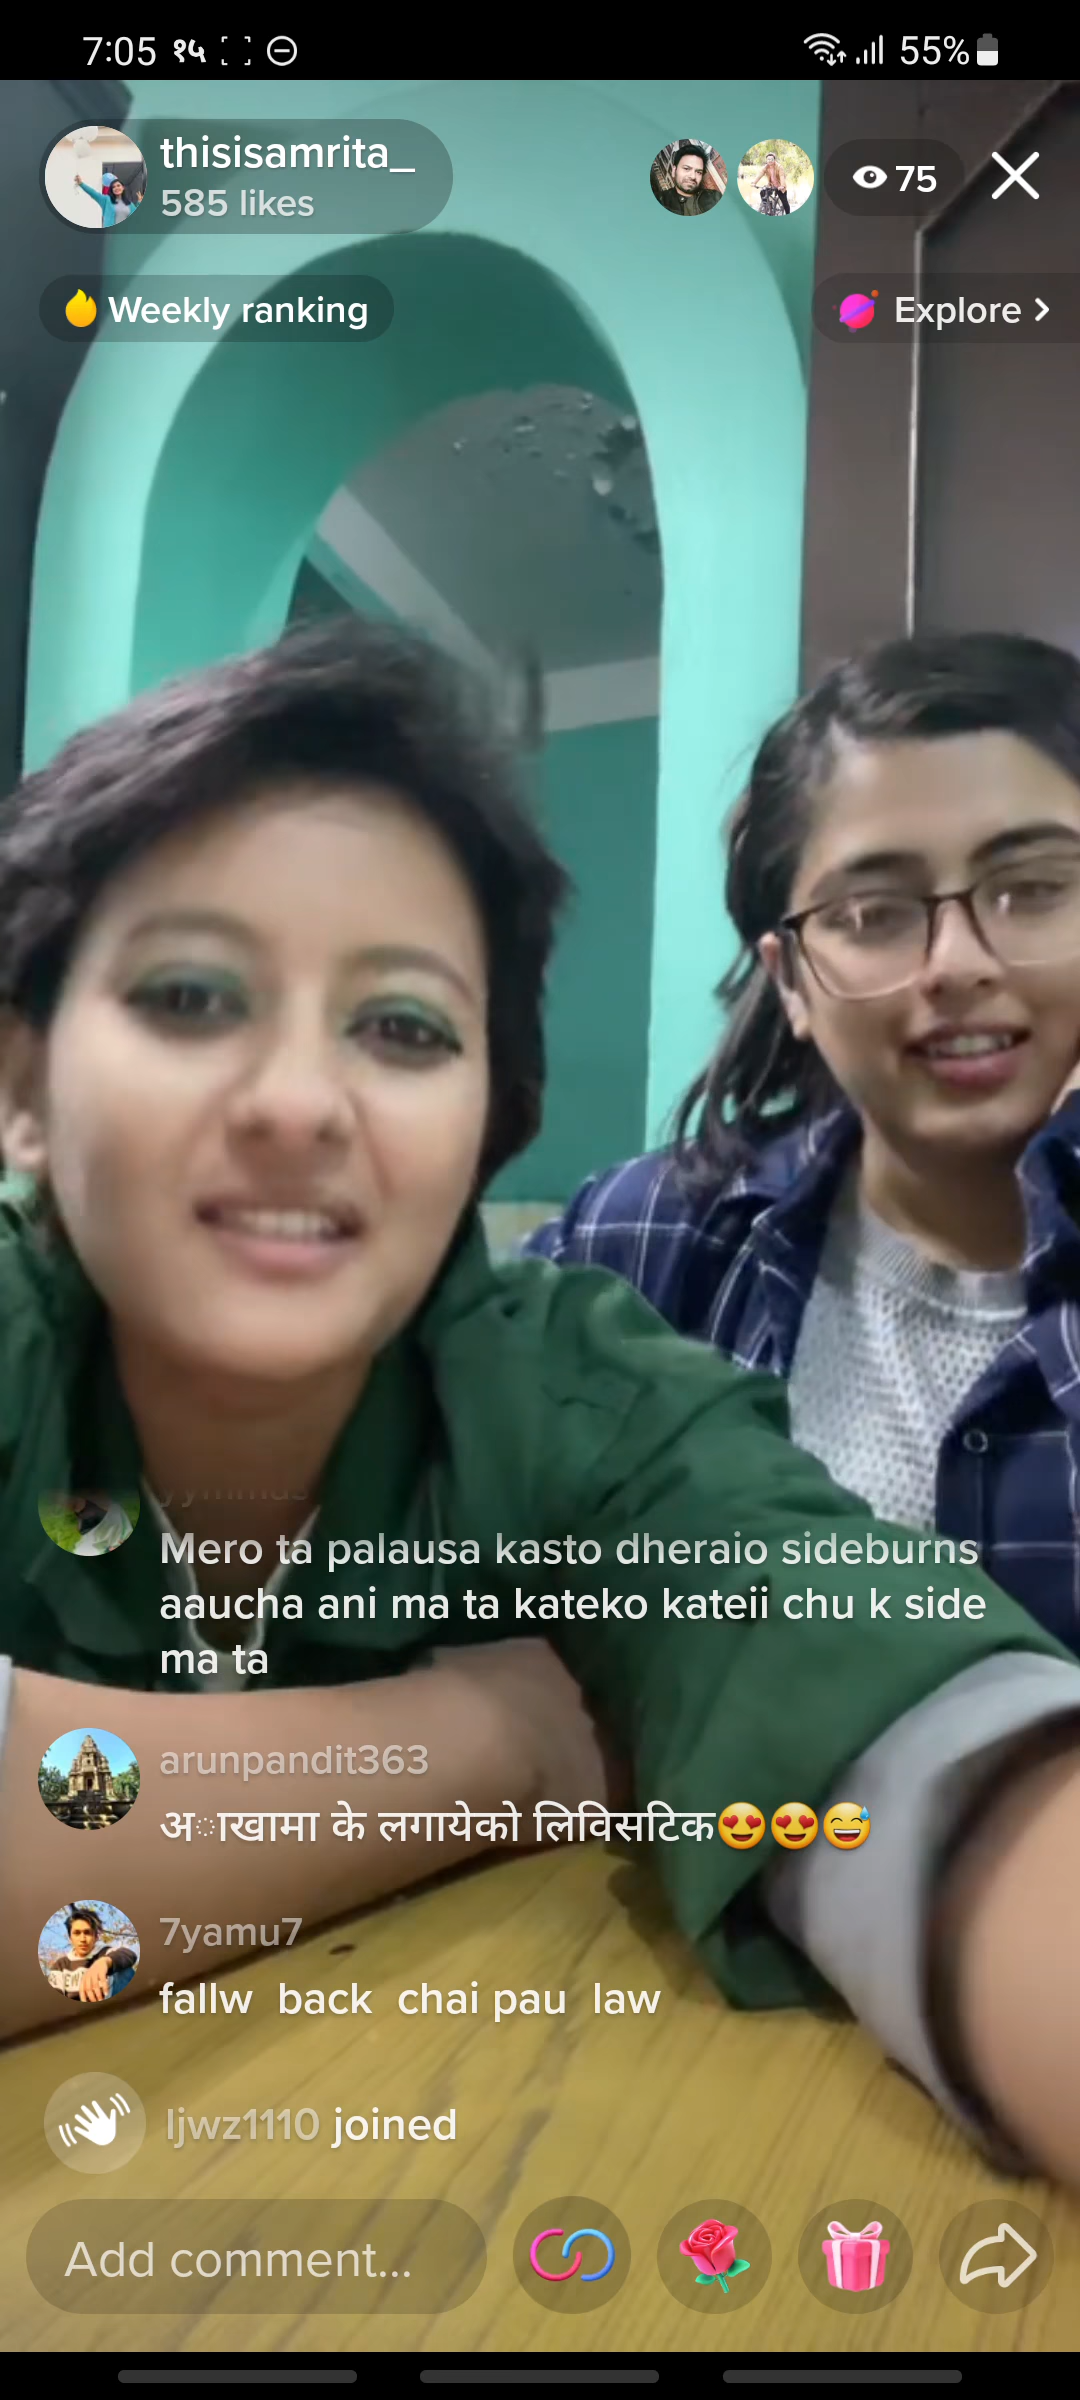 7:05 १५ 55%
thisisamrita_
585 likes
75
Weekly ranking
Explore
Mero ta palausa kasto dheraio sideburns
aaucha ani ma ta kateko kateii chu k side
ma ta
arunpandit363
अाखामा के लगायेको लिविसटिक😍😍😅
7yamu7
fallw back chai pau law
ljwz1110 joined
Add comment...